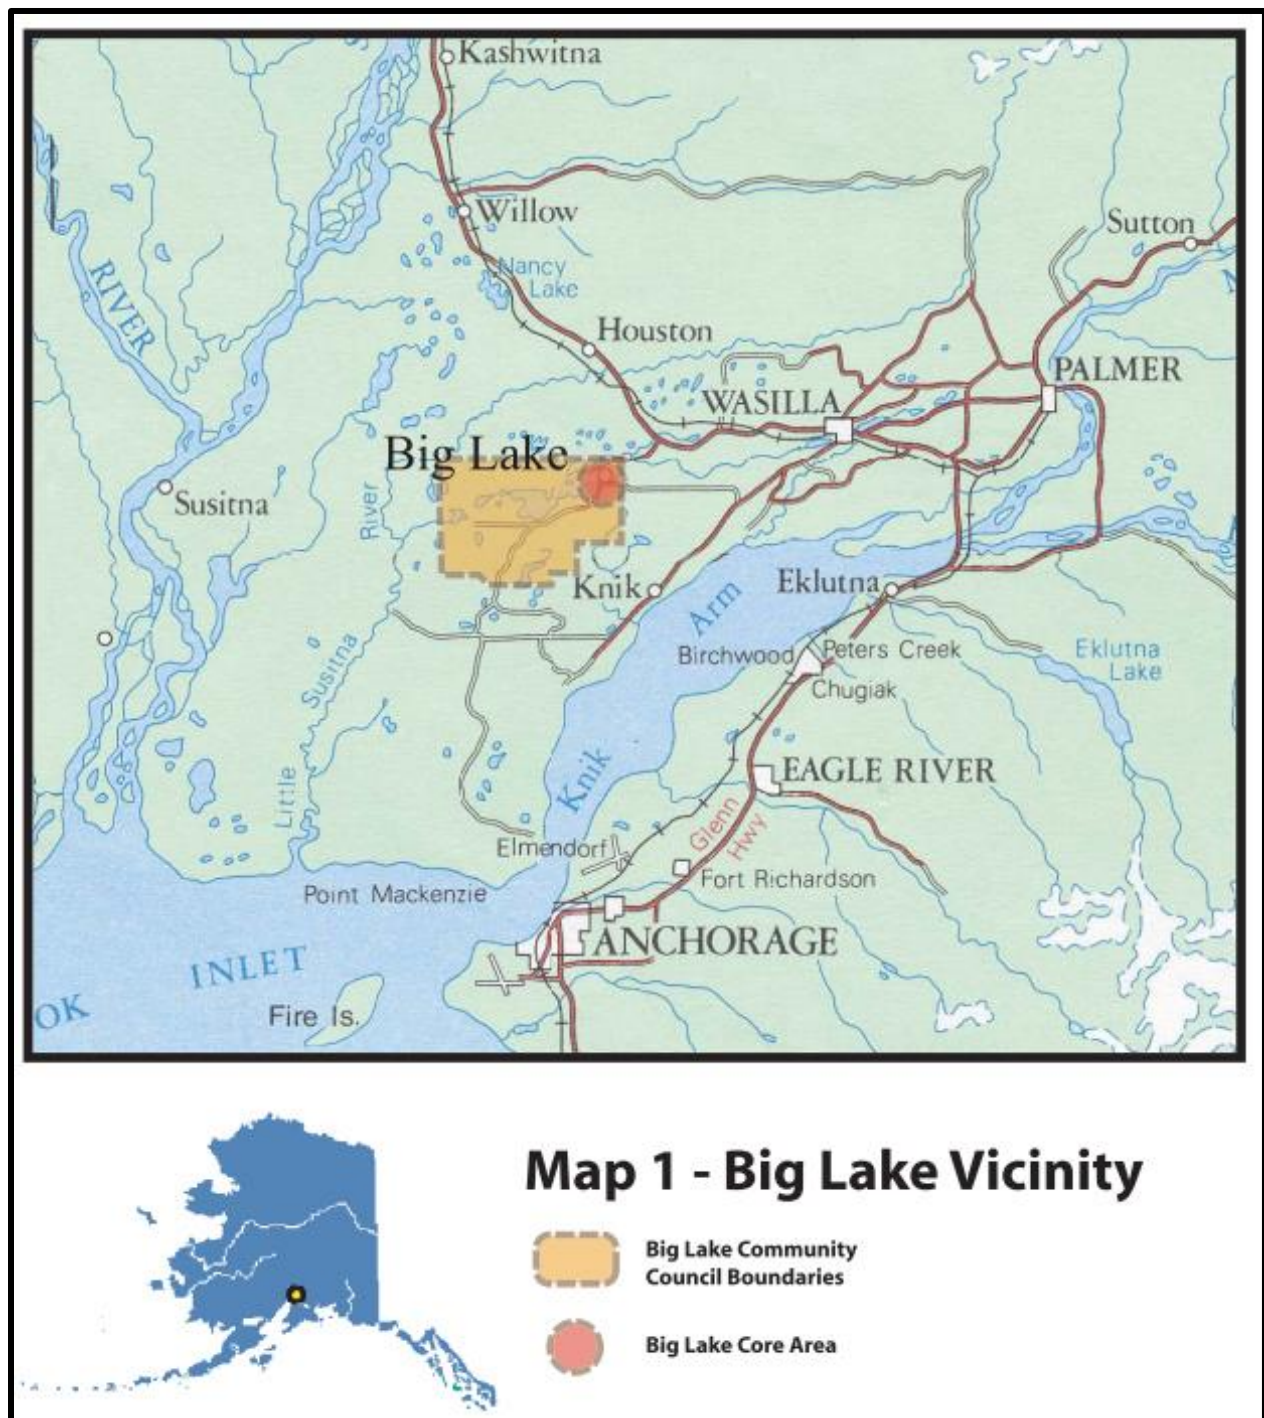 Kashwitna
Willow
Sutton
Nancy
Lake
RIVER
Houston
PALMER
WASILLA
Big Lake
Susitna
River
Knik
Eklutna
Arm
Birchwood
Peters Creek
Eklutna
Lake
Chugiak
Susitna
Knik
EAGLE RIVER
Little
Glenn
Hwy
Elmendorf
Fort Richardson
Point Mackenzie
ANCHORAGE
INLET
OK
Fire Is.
Map 1 - Big Lake Vicinity
Big Lake Community
Council Boundaries
Big Lake Core Area